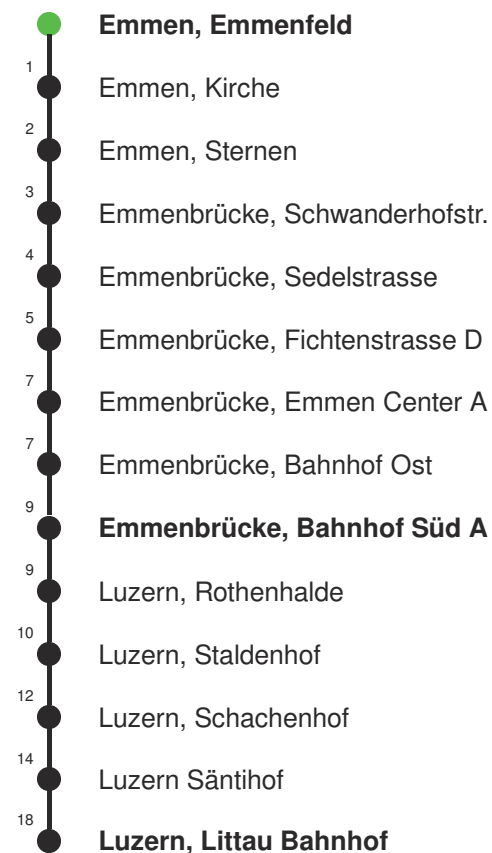 Emmen, Emmenfeld
1
Emmen, Kirche
2
Emmen, Sternen
3
Emmenbrücke, Schwanderhofstr.
4
Emmenbrücke, Sedelstrasse
5
Emmenbrücke, Fichtenstrasse D
7
Emmenbrücke, Emmen Center A
7
Emmenbrücke, Bahnhof Ost
9
Emmenbrücke, Bahnhof Süd A
9
Luzern, Rothenhalde
10
Luzern, Staldenhof
12
Luzern, Schachenhof
14
Luzern Säntihof
18
Luzern, Littau Bahnhof